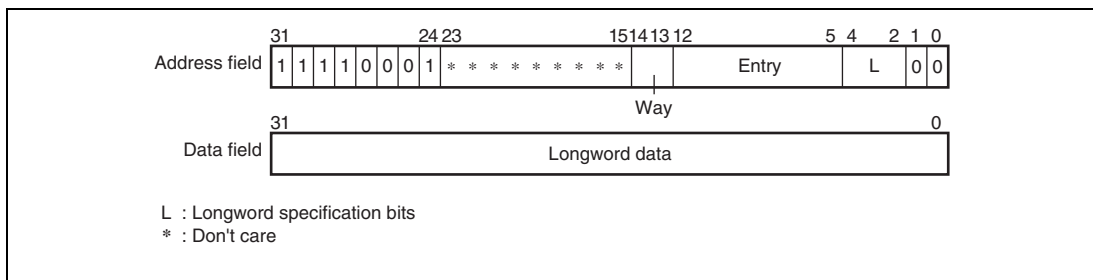 31 24 23 15 14 13 12 5 4 2 1 0
Address field 1 1 1 1 0 0 0 1 * * * * * * * * * Entry L 0 0
Way
31 0
Data field Longword data
L : Longword specification bits
* : Don't care